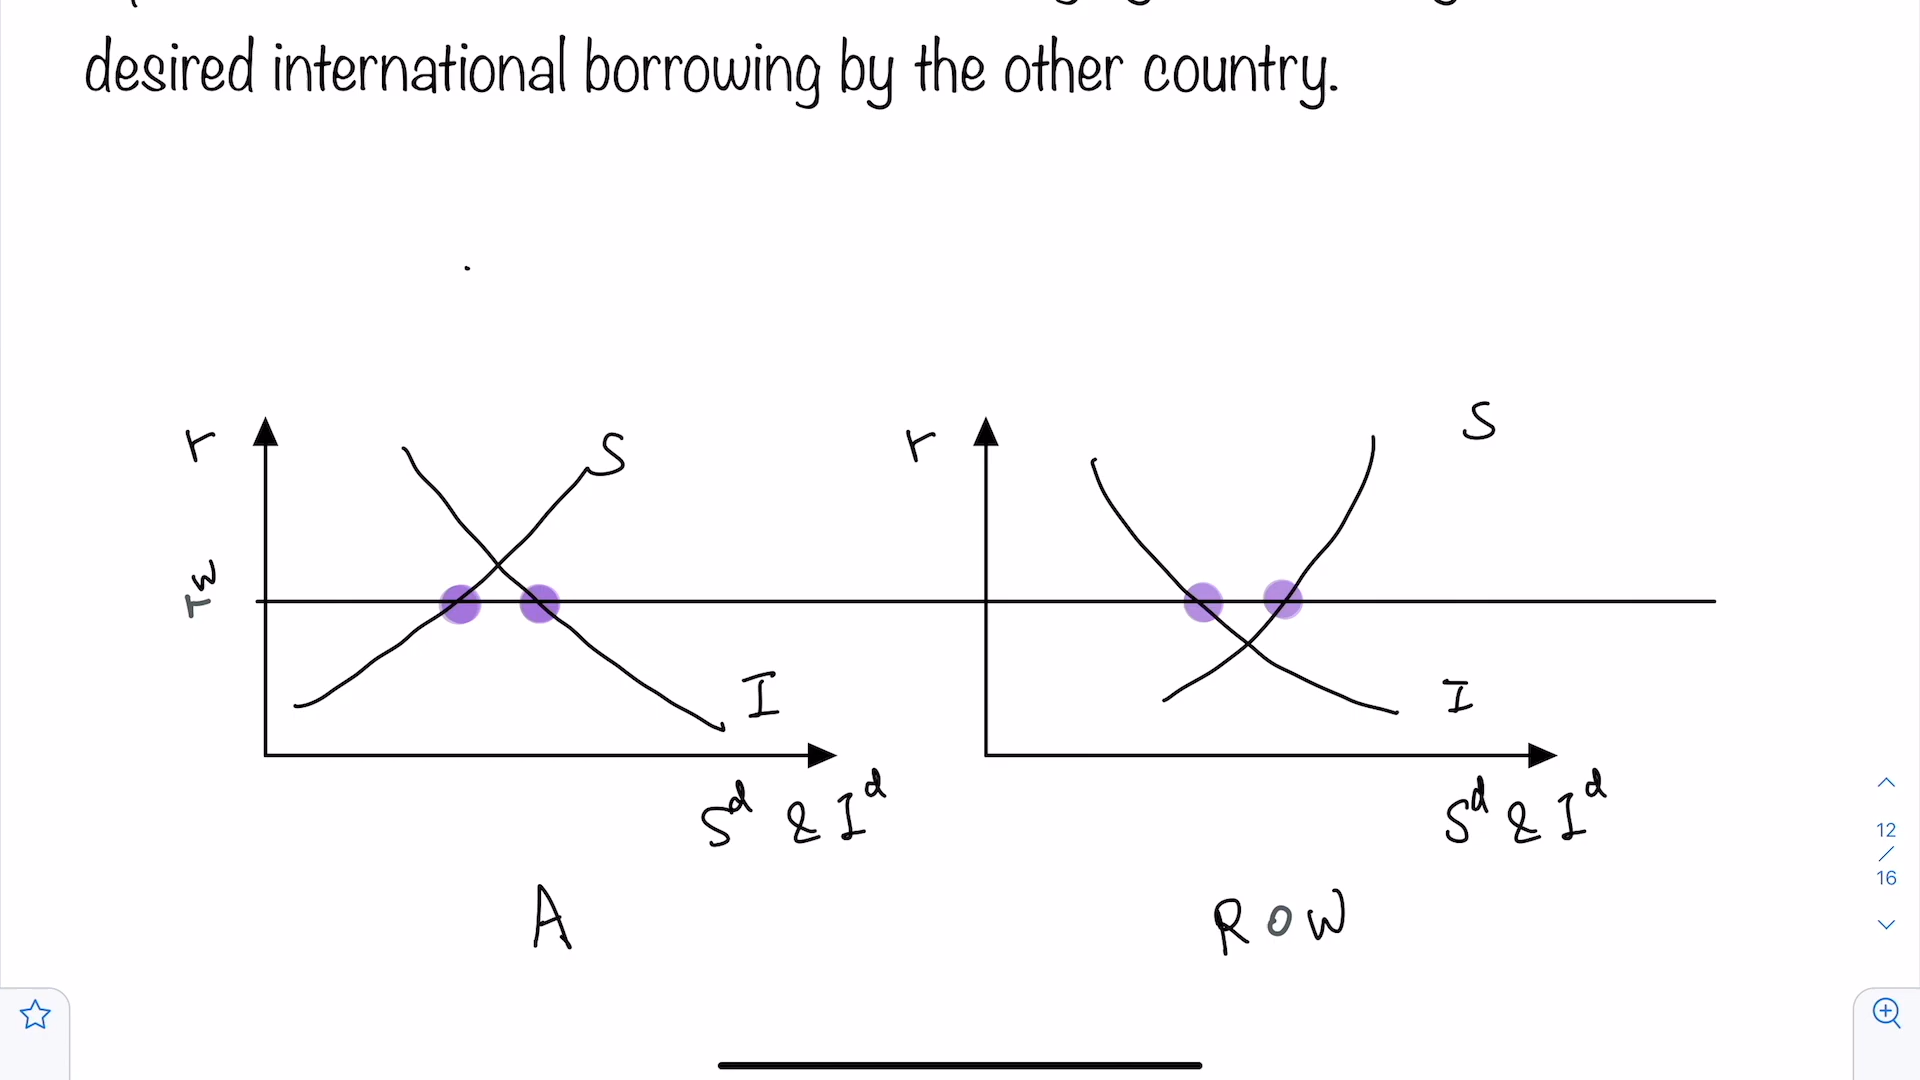 desired international borrowing by the other country.
r S r S
r^w
I I
S^d & I^d S^d & I^d
A ROW
12
/
16